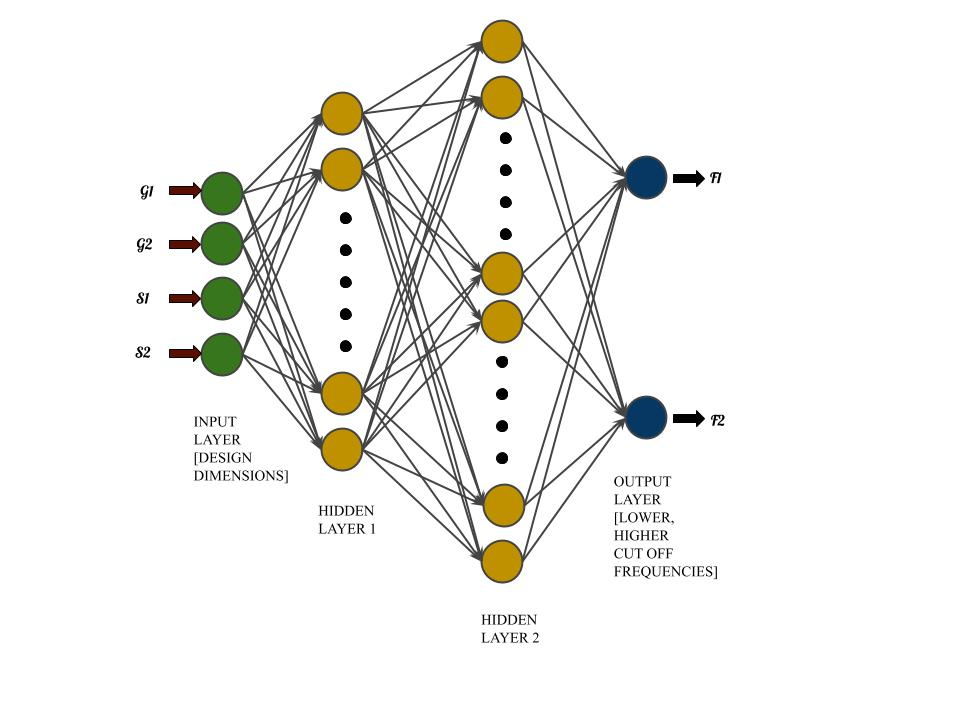 G1
G2
S1
S2
INPUT
LAYER
[DESIGN
DIMENSIONS]
HIDDEN
LAYER 1
HIDDEN
LAYER 2
F1
F2
OUTPUT
LAYER
[LOWER,
HIGHER
CUT OFF
FREQUENCIES]